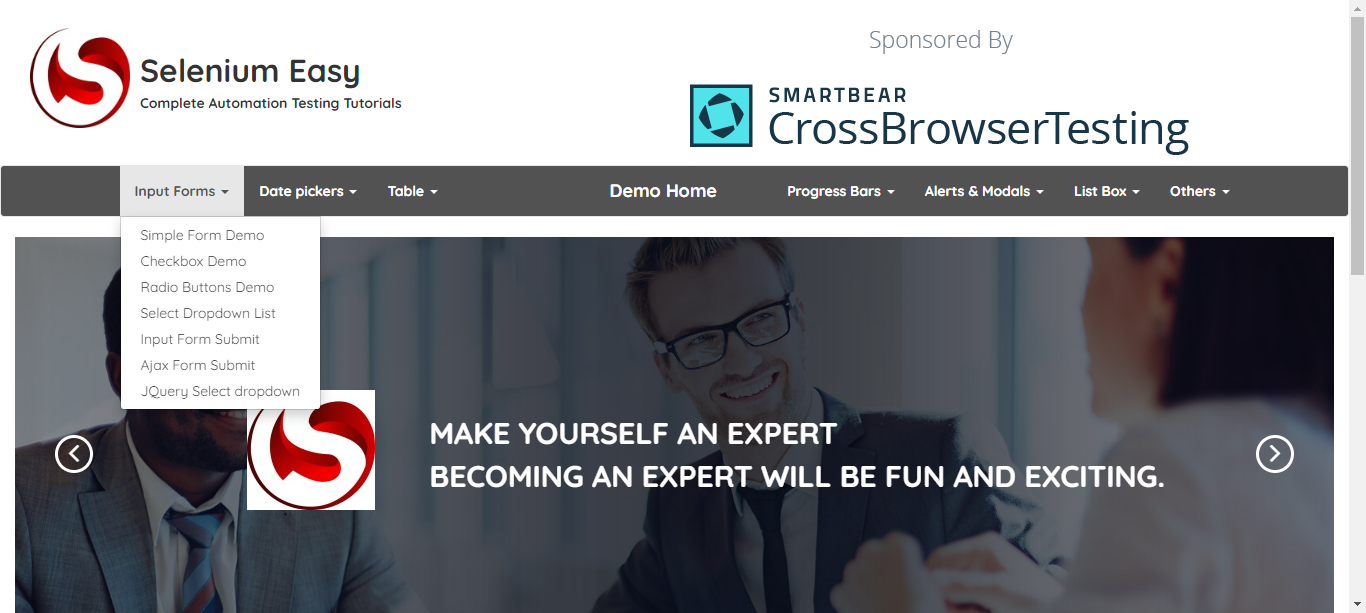 Selenium Easy
Complete Automation Testing Tutorials
Sponsored By
SMARTBEAR
CrossBrowserTesting
Input Forms Date pickers Table Demo Home Progress Bars Alerts & Modals List Box Others
Simple Form Demo
Checkbox Demo
Radio Buttons Demo
Select Dropdown List
Input Form Submit
Ajax Form Submit
JQuery Select dropdown
MAKE YOURSELF AN EXPERT
BECOMING AN EXPERT WILL BE FUN AND EXCITING.